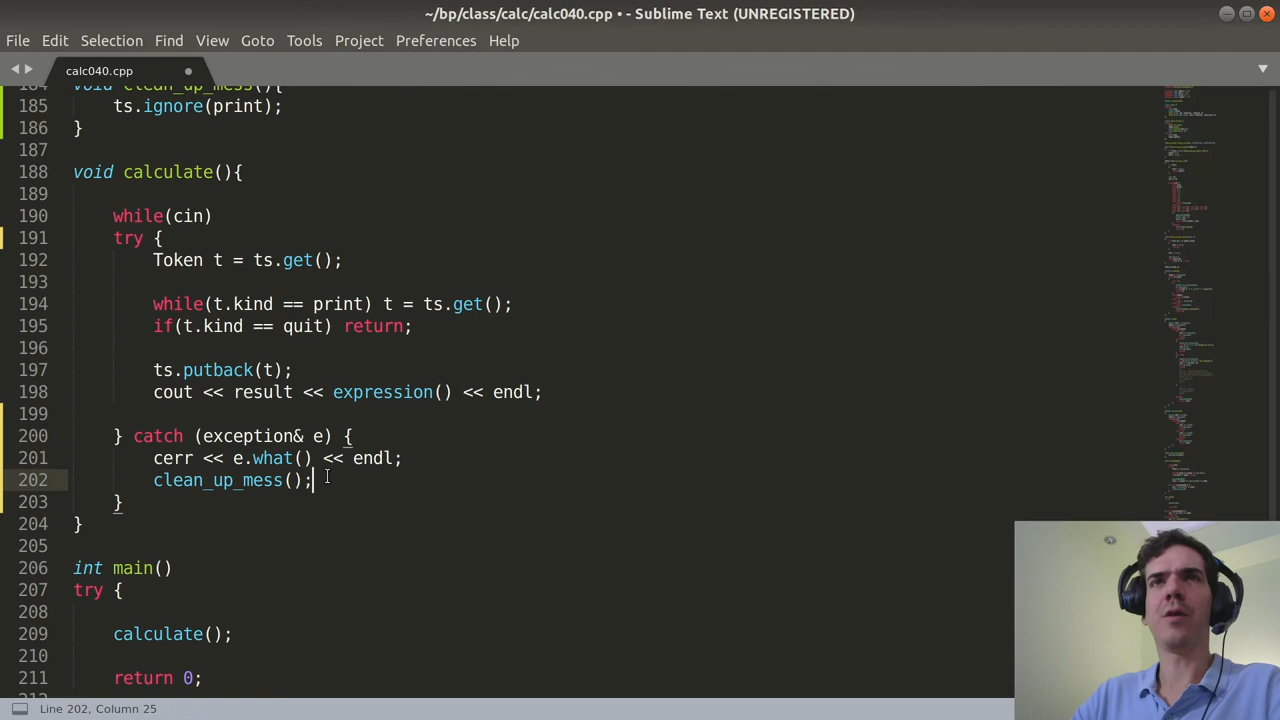 ~/bp/class/calc/calc040.cpp • - Sublime Text (UNREGISTERED)
File Edit Selection Find View Goto Tools Project Preferences Help
calc040.cpp
184 void clean_up_mess(){
185 ts.ignore(print);
186 }
187
188 void calculate(){
189
190 while(cin)
191 try {
192 Token t = ts.get();
193
194 while(t.kind == print) t = ts.get();
195 if(t.kind == quit) return;
196
197 ts.putback(t);
198 cout << result << expression() << endl;
199
200 } catch (exception& e) {
201 cerr << e.what() << endl;
202 clean_up_mess();
203 }
204 }
205
206 int main()
207 try {
208
209 calculate();
210
211 return 0;
212
Line 202, Column 25